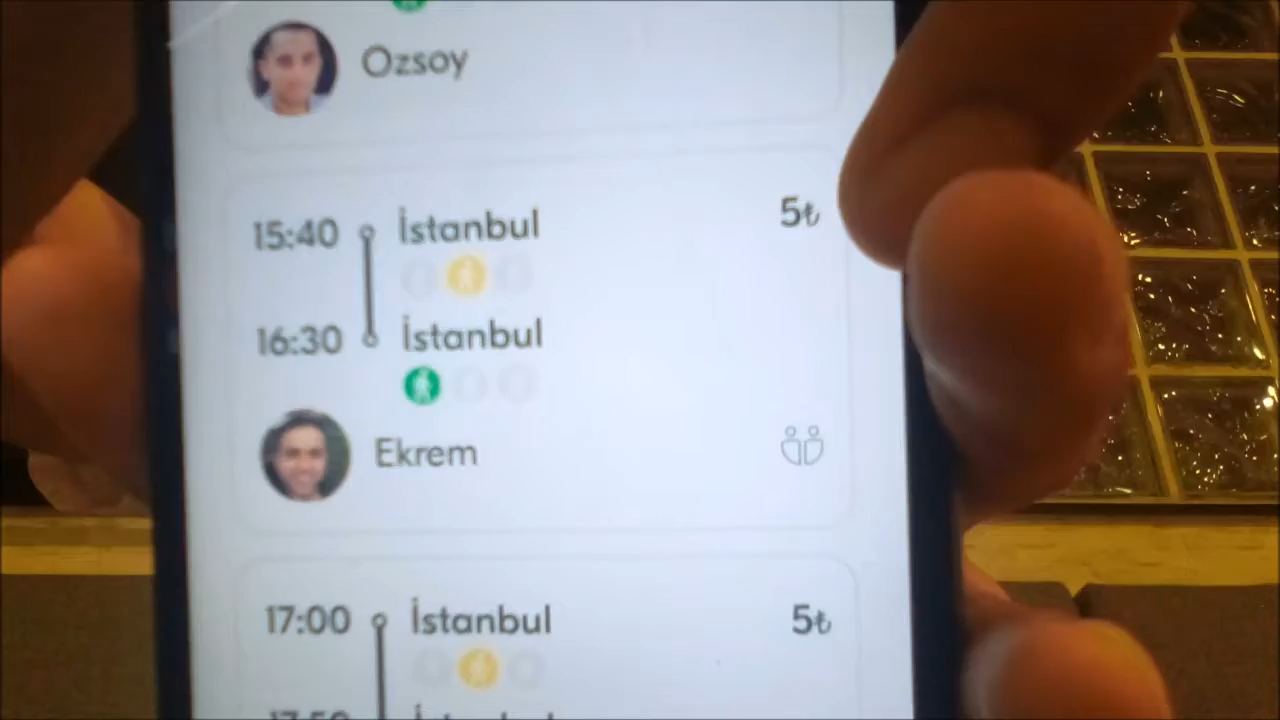 Ozsoy
15:40 İstanbul 5₺
16:30 İstanbul
Ekrem
17:00 İstanbul 5₺